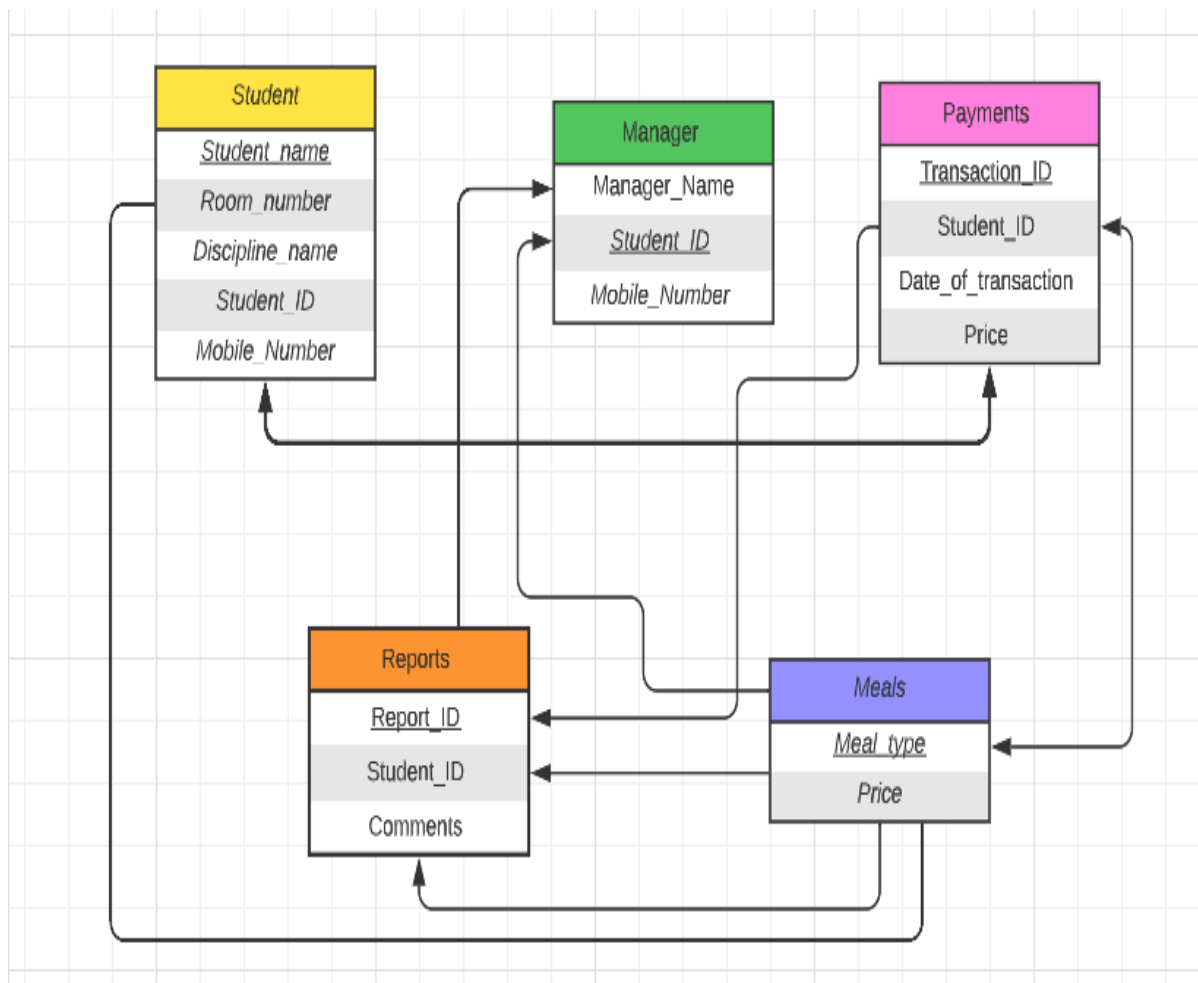 Student
Student_name
Room_number
Discipline_name
Student_ID
Mobile_Number
Manager
Manager_Name
Student_ID
Mobile_Number
Payments
Transaction_ID
Student_ID
Date_of_transaction
Price
Reports
Report_ID
Student_ID
Comments
Meals
Meal_type
Price